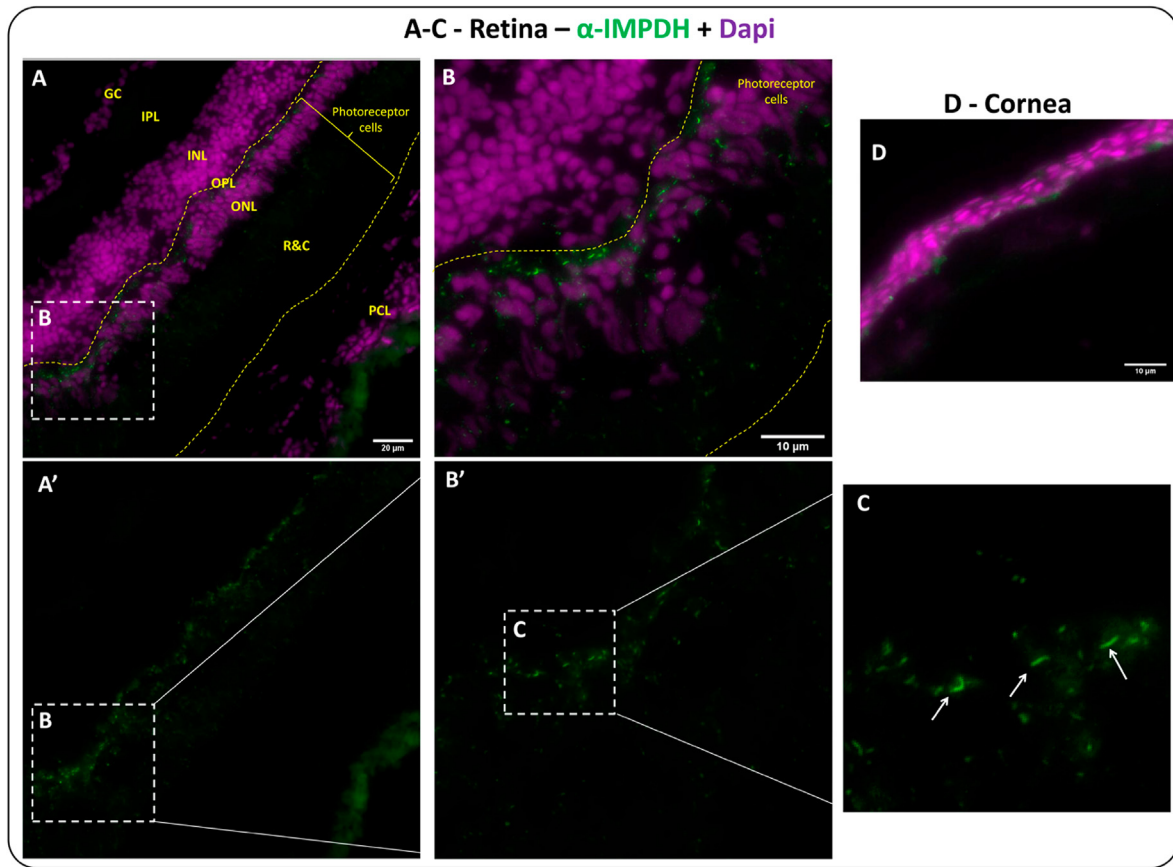 A-C - Retina – α-IMPDH + Dapi
A
GC
IPL
INL
OPL
ONL
Photoreceptor
cells
R&C
PCL
B
20 µm
B
Photoreceptor
cells
10 µm
D - Cornea
D
10 µm
A’
B
B’
C
C